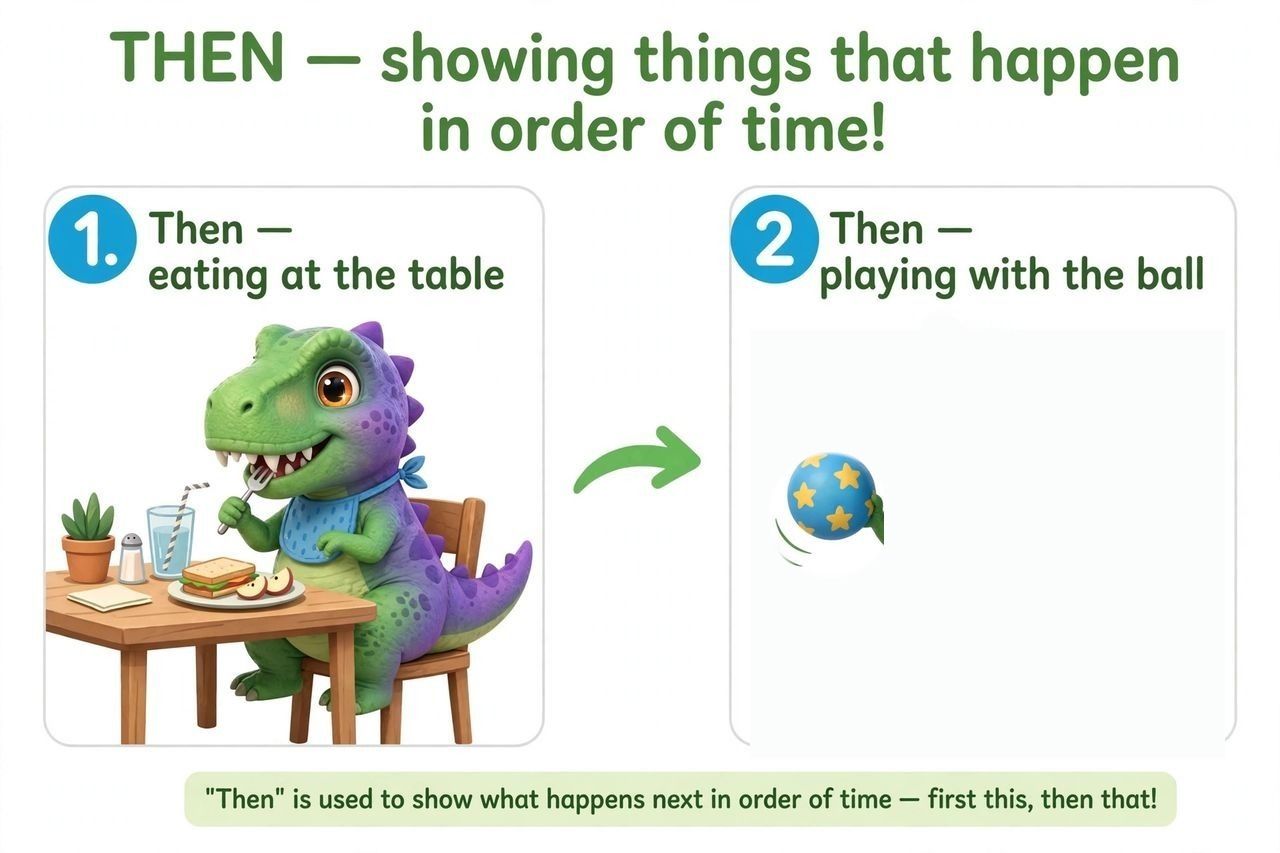 THEN — showing things that happen
in order of time!
1.
Then —
eating at the table
2
Then —
playing with the ball
"Then" is used to show what happens next in order of time — first this, then that!